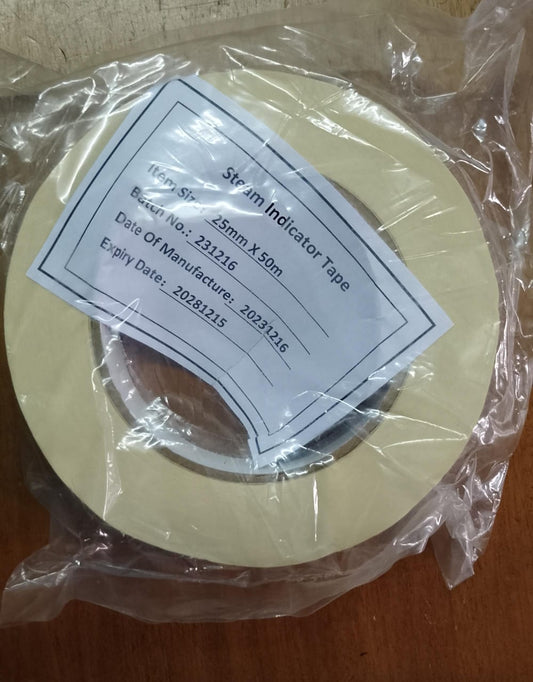 Steam Indicator Tape
Item Size: 25mm X 50m
Batch No.: 231216
Date Of Manufacture: 20231216
Expiry Date: 20281215